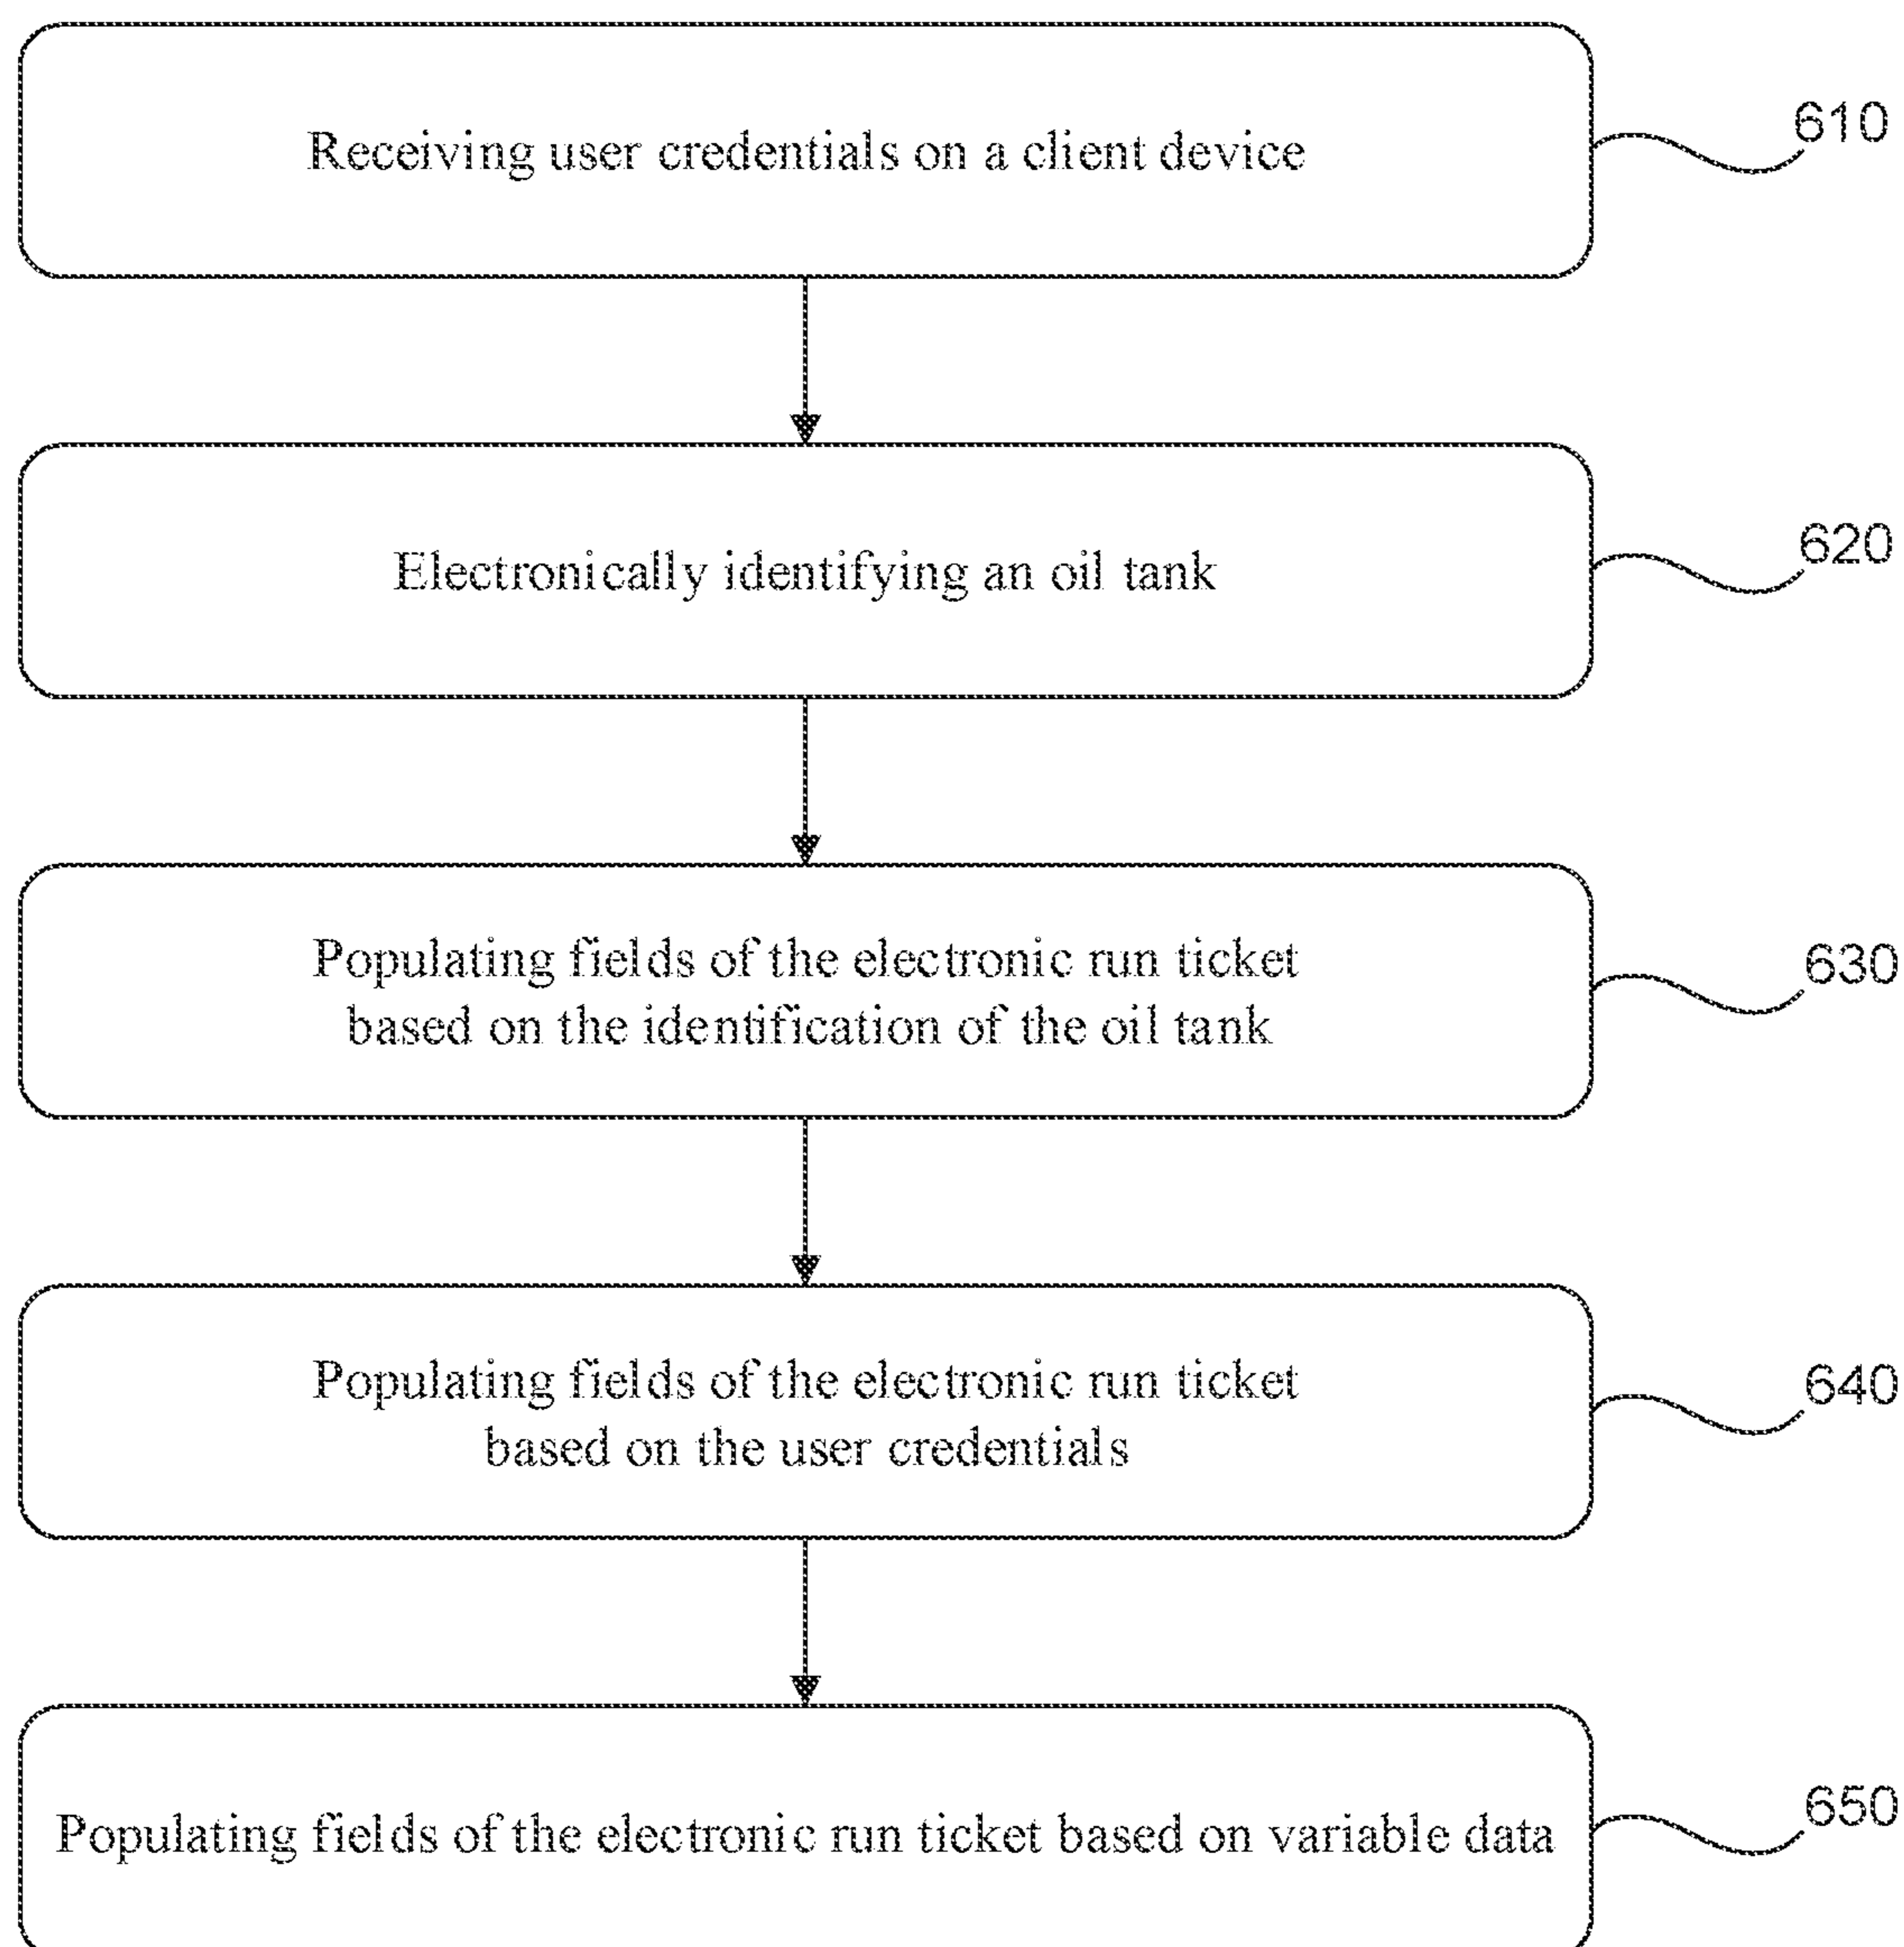 Receiving user credentials on a client device
610
Electronically identifying an oil tank
620
Populating fields of the electronic run ticket
based on the identification of the oil tank
630
Populating fields of the electronic run ticket
based on the user credentials
640
Populating fields of the electronic run ticket based on variable data
650